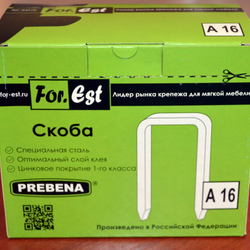 A 16
for-est.ru
For.Est
Лидер рынка крепежа для мягкой мебели
Скоба
Специальная сталь
Оптимальный слой клея
Цинковое покрытие 1-го класса
PREBENA
A 16
Произведено в Российской Федерации